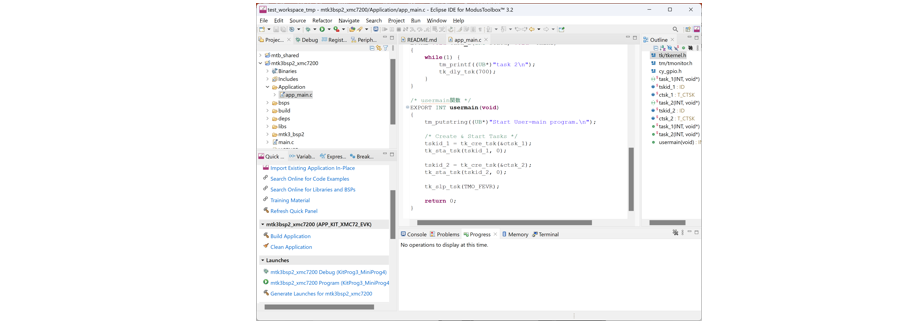 test_workspace_tmp - mtk3bsp2_xmc7200/Application/app_main.c - Eclipse IDE for ModusToolbox™ 3.2
File Edit Source Refactor Navigate Search Project Run Window Help
Projec...
Debug
Regist...
Periph...
mtb_shared
mtk3bsp2_xmc7200
Binaries
Includes
Application
app_main.c
bsps
build
deps
libs
mtk3_bsp2
main.c
README.md
app_main.c
{
while(1) {
tm_printf((UB*)"task 2\n");
tk_dly_tsk(700);
}
}
/* usermain関数 */
EXPORT INT usermain(void)
{
tm_putstring((UB*)"Start User-main program.\n");
/* Create & Start Tasks */
tskid_1 = tk_cre_tsk(&ctsk_1);
tk_sta_tsk(tskid_1, 0);
tskid_2 = tk_cre_tsk(&ctsk_2);
tk_sta_tsk(tskid_2, 0);
tk_slp_tsk(TMO_FEVR);
return 0;
}
Outline
tk/tkernel.h
tm/tmonitor.h
cy_gpio.h
task_1(INT, void*)
tskid_1 : ID
ctsk_1 : T_CTSK
task_2(INT, void*)
tskid_2 : ID
ctsk_2 : T_CTSK
task_1(INT, void*)
task_2(INT, void*)
usermain(void) : I
Quick ...
Variab...
Expres...
Break...
Import Existing Application In-Place
Search Online for Code Examples
Search Online for Libraries and BSPs
Training Material
Refresh Quick Panel
mtk3bsp2_xmc7200 (APP_KIT_XMC72_EVK)
Build Application
Clean Application
Launches
mtk3bsp2_xmc7200 Debug (KitProg3_MiniProg4)
mtk3bsp2_xmc7200 Program (KitProg3_MiniProg4
Generate Launches for mtk3bsp2_xmc7200
Console
Problems
Progress
Memory
Terminal
No operations to display at this time.